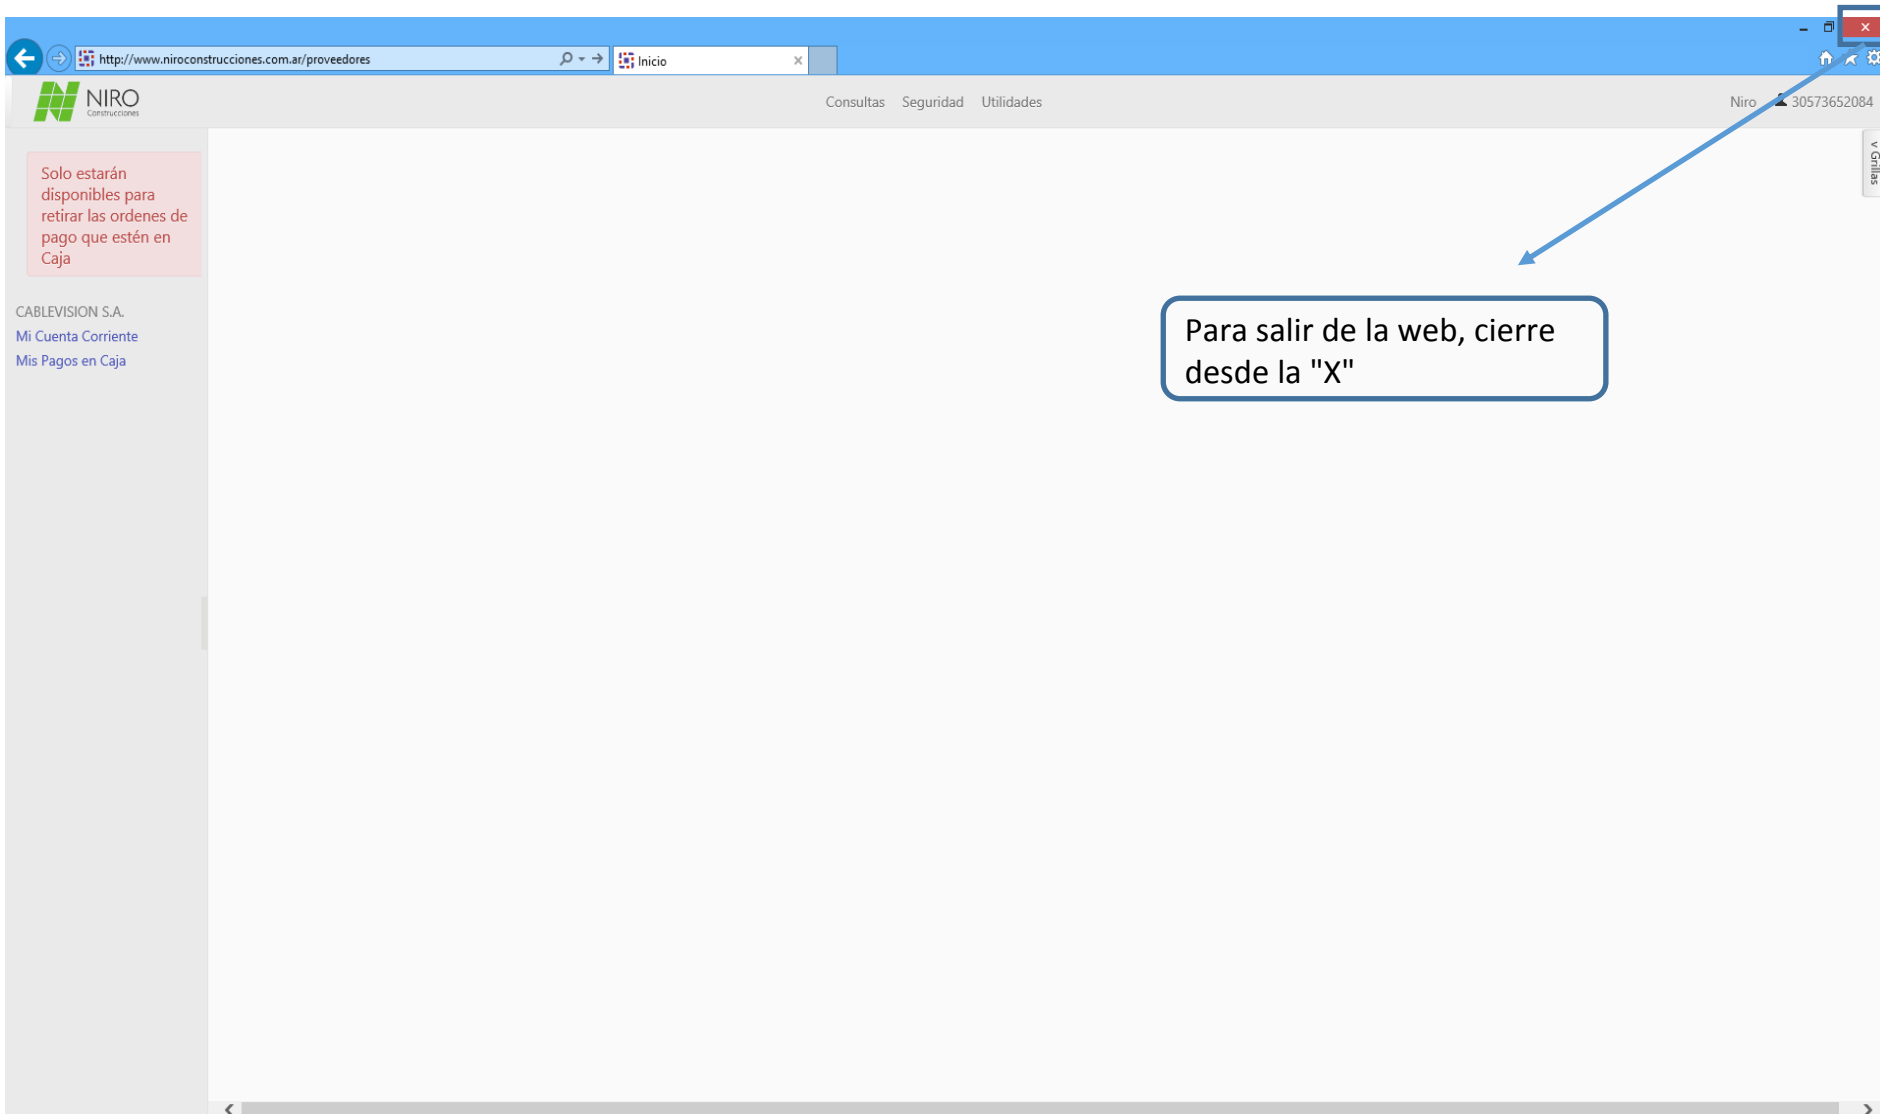 http://www.niroconstrucciones.com.ar/proveedores
Inicio
NIRO
Construcciones
Consultas Seguridad Utilidades
Niro 30573652084
v Grillas
Solo estarán
disponibles para
retirar las ordenes de
pago que estén en
Caja
CABLEVISION S.A.
Mi Cuenta Corriente
Mis Pagos en Caja
Para salir de la web, cierre
desde la "X"